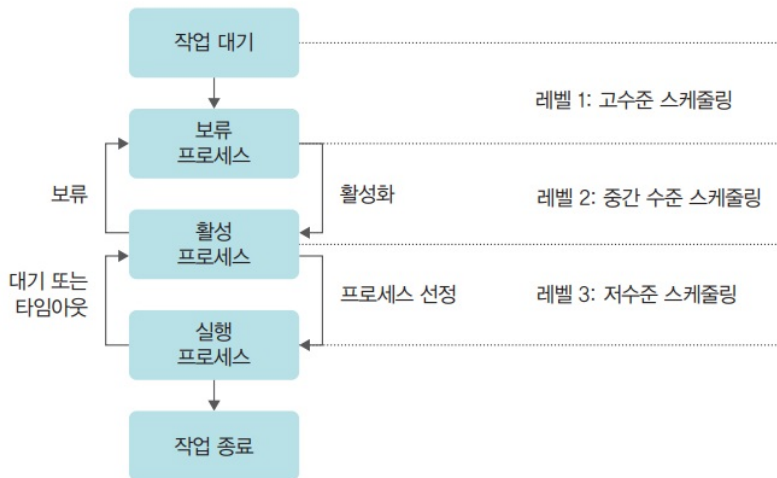 작업 대기
레벨 1: 고수준 스케줄링
보류
프로세스
보류
활성화
레벨 2: 중간 수준 스케줄링
활성
프로세스
대기 또는
타임아웃
프로세스 선정
레벨 3: 저수준 스케줄링
실행
프로세스
작업 종료